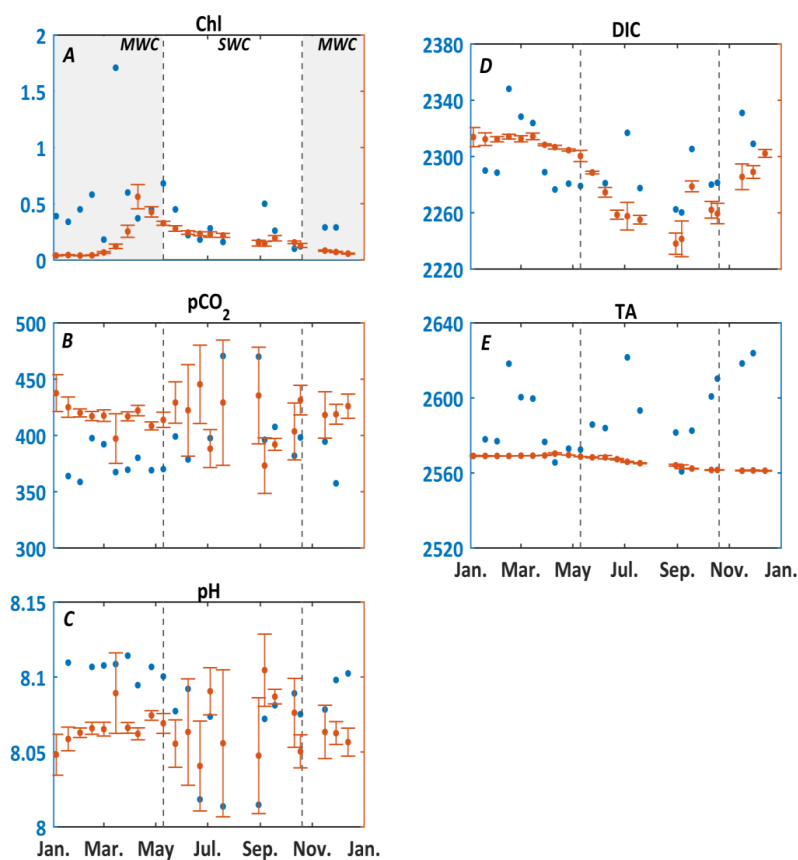 Chl
A
MWC
SWC
MWC
2
1.5
1
0.5
0
pCO₂
B
500
450
400
350
300
pH
C
8.15
8.1
8.05
8
Jan. Mar. May Jul. Sep. Nov. Jan.
DIC
D
2380
2340
2300
2260
2220
TA
E
2640
2600
2560
2520
Jan. Mar. May Jul. Sep. Nov. Jan.